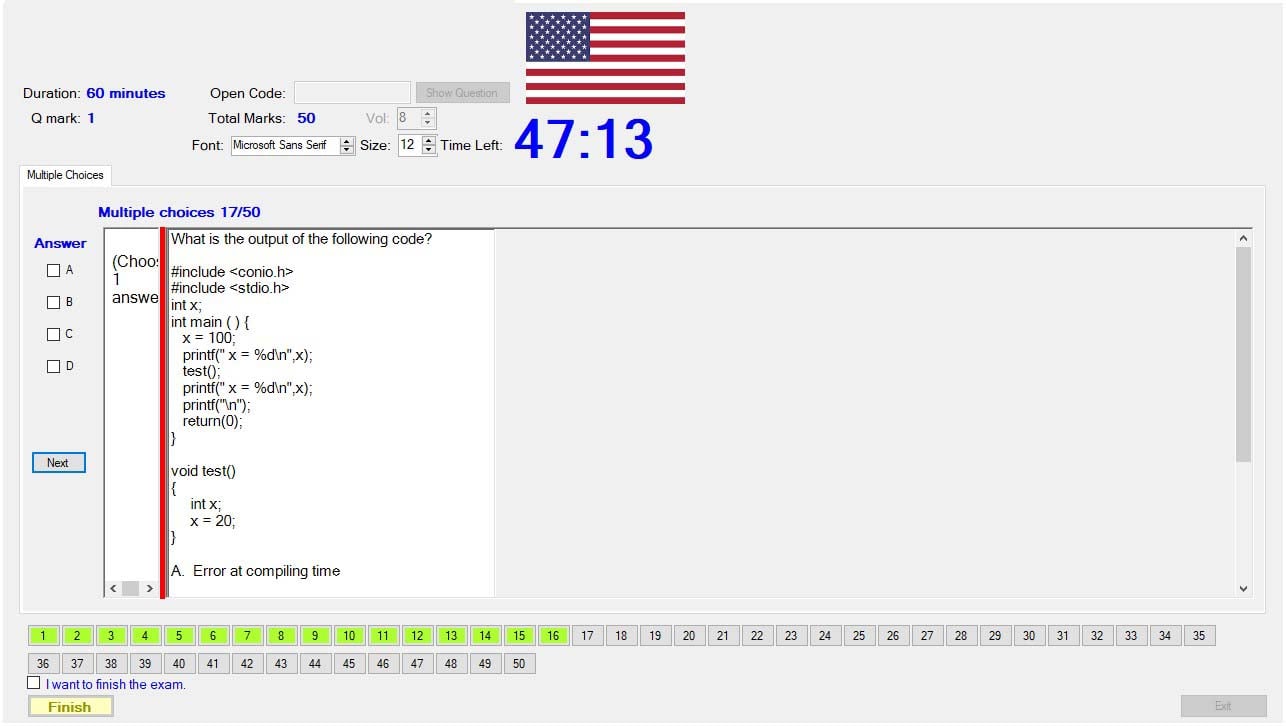 Duration: 60 minutes
Open Code:
Show Question
Q mark: 1
Total Marks: 50
Vol: 8
Font: Microsoft Sans Serif
Size: 12
Time Left: 47:13
Multiple Choices
Multiple choices 17/50
Answer
A
B
C
D
Next
(Choos
1
answe
What is the output of the following code?
#include <conio.h>
#include <stdio.h>
int x;
int main ( ) {
x = 100;
printf(" x = %d\n",x);
test();
printf(" x = %d\n",x);
printf("\n");
return(0);
}
void test()
{
int x;
x = 20;
}
A. Error at compiling time
1 2 3 4 5 6 7 8 9 10 11 12 13 14 15 16 17 18 19 20 21 22 23 24 25 26 27 28 29 30 31 32 33 34 35
36 37 38 39 40 41 42 43 44 45 46 47 48 49 50
I want to finish the exam.
Finish
Exit